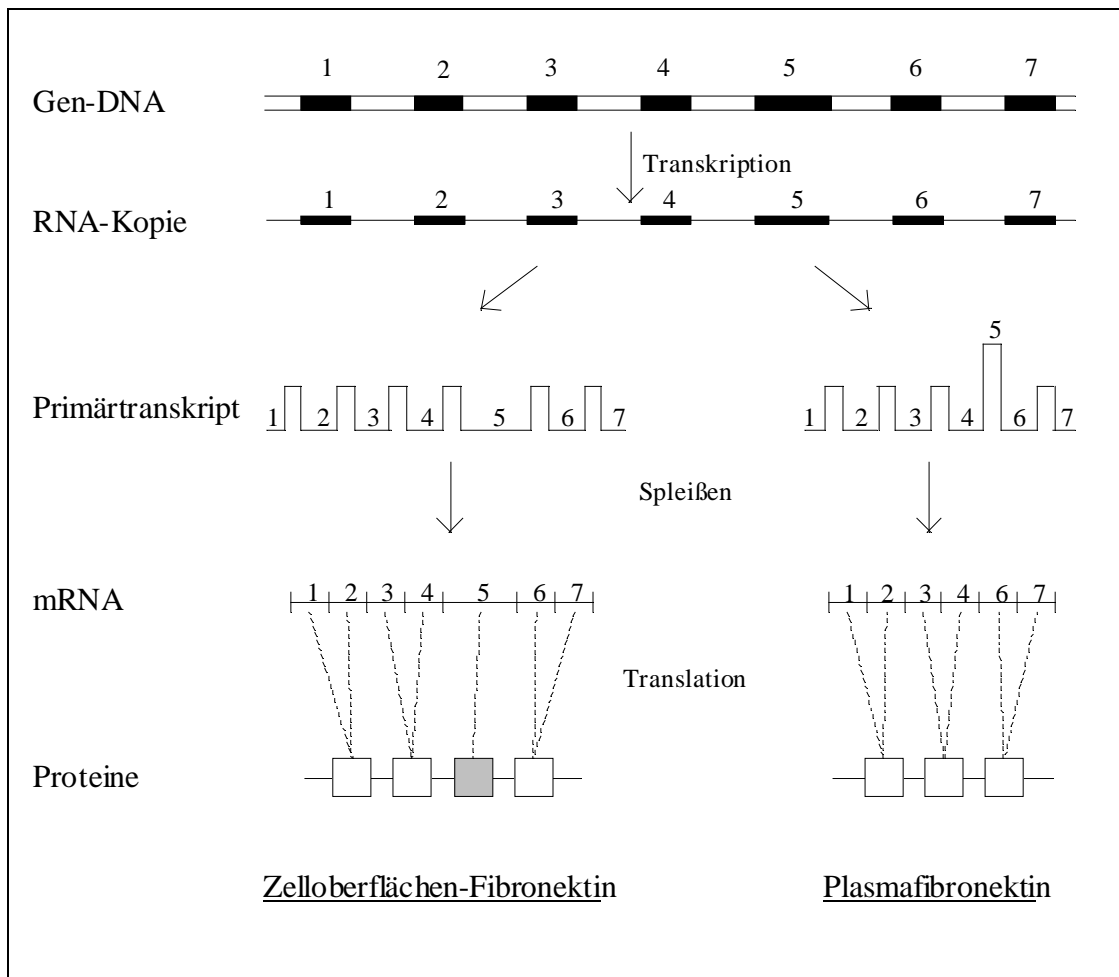 1 2 3 4 5 6 7
Gen-DNA
Transkription
1 2 3 4 5 6 7
RNA-Kopie
5
Primärtranskript
1 2 3 4 5 6 7
1 2 3 4 6 7
Spleißen
mRNA
1 2 3 4 5 6 7
1 2 3 4 6 7
Translation
Proteine
Zelloberflächen-Fibronektin
Plasmafibronektin